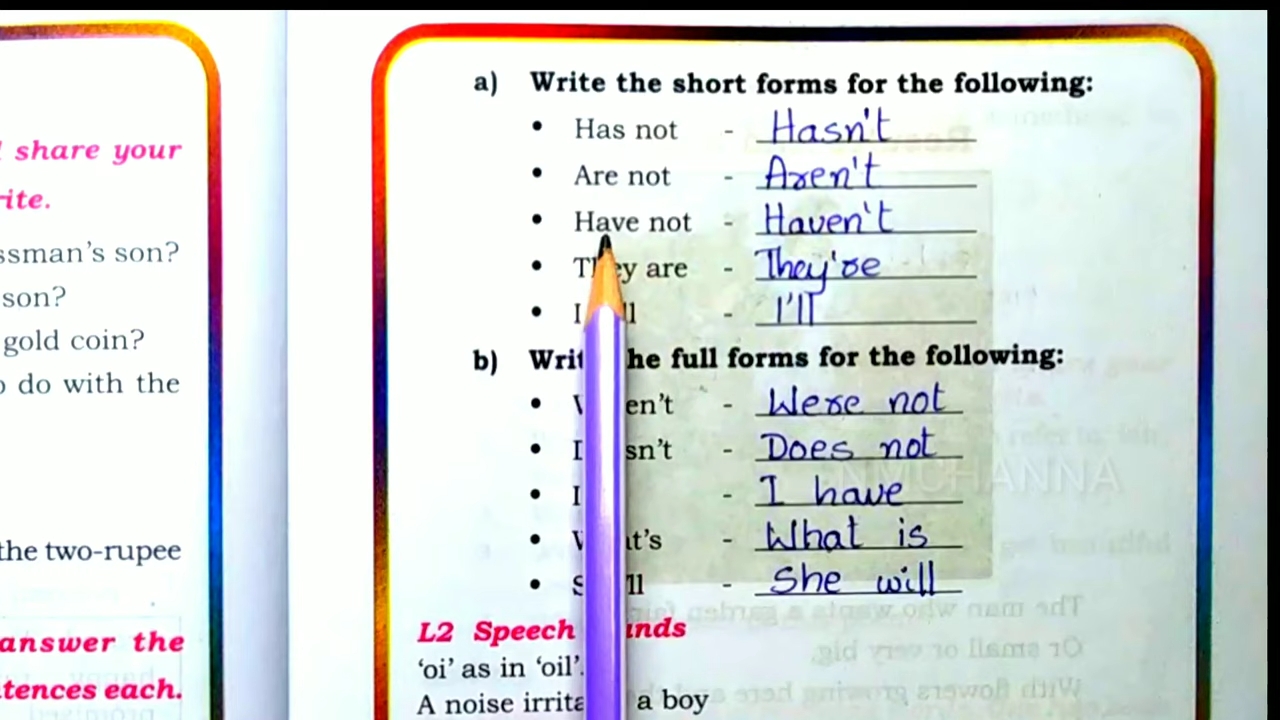 share your
rite.
ssman's son?
son?
gold coin?
do with the
the two-rupee
answer the
tences each.
a) Write the short forms for the following:
• Has not - Hasn't
• Are not - Aren't
• Have not - Haven't
• They are - They're
• I - I'll
b) Write the full forms for the following:
• en't - Were not
• sn't - Does not
• I - I have
• t's - What is
• S ll - She will
NMCHANNA
L2 Speech nds
'oi' as in 'oil'.
A noise irrita a boy